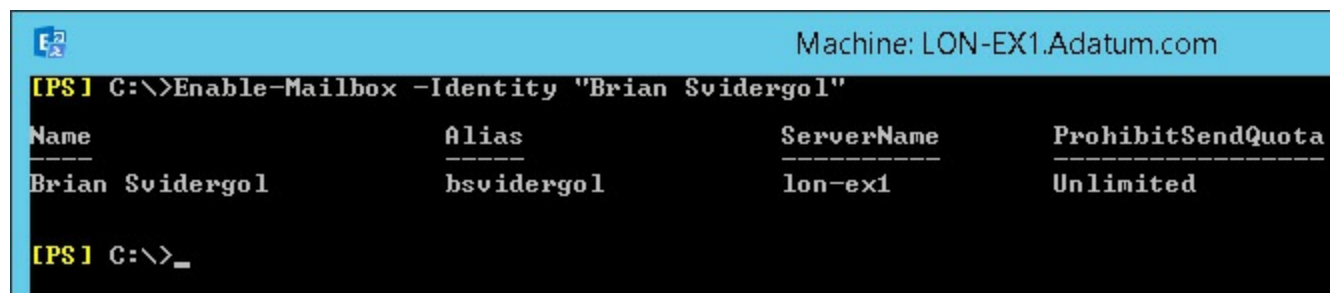 Machine: LON-EX1.Adatum.com
[PS] C:\>Enable-Mailbox -Identity "Brian Svidergol"
Name Alias ServerName ProhibitSendQuota
---- ----- ---------- -----------------
Brian Svidergol bsvidergol lon-ex1 Unlimited
[PS] C:\>_